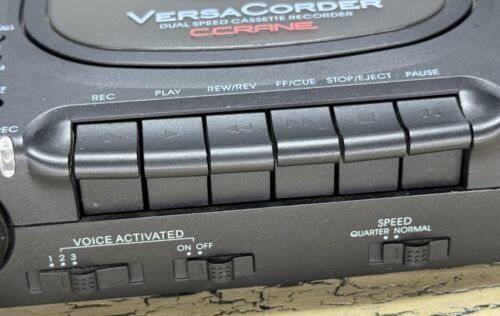 VERSACORDER
DUAL SPEED CASSETTE RECORDER
C.CRANE
REC PLAY REW/REV FF/CUE STOP/EJECT PAUSE
REC
VOICE ACTIVATED
1 2 3
ON OFF
SPEED
QUARTER NORMAL